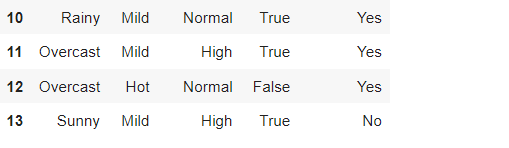 10 Rainy Mild Normal True Yes
11 Overcast Mild High True Yes
12 Overcast Hot Normal False Yes
13 Sunny Mild High True No